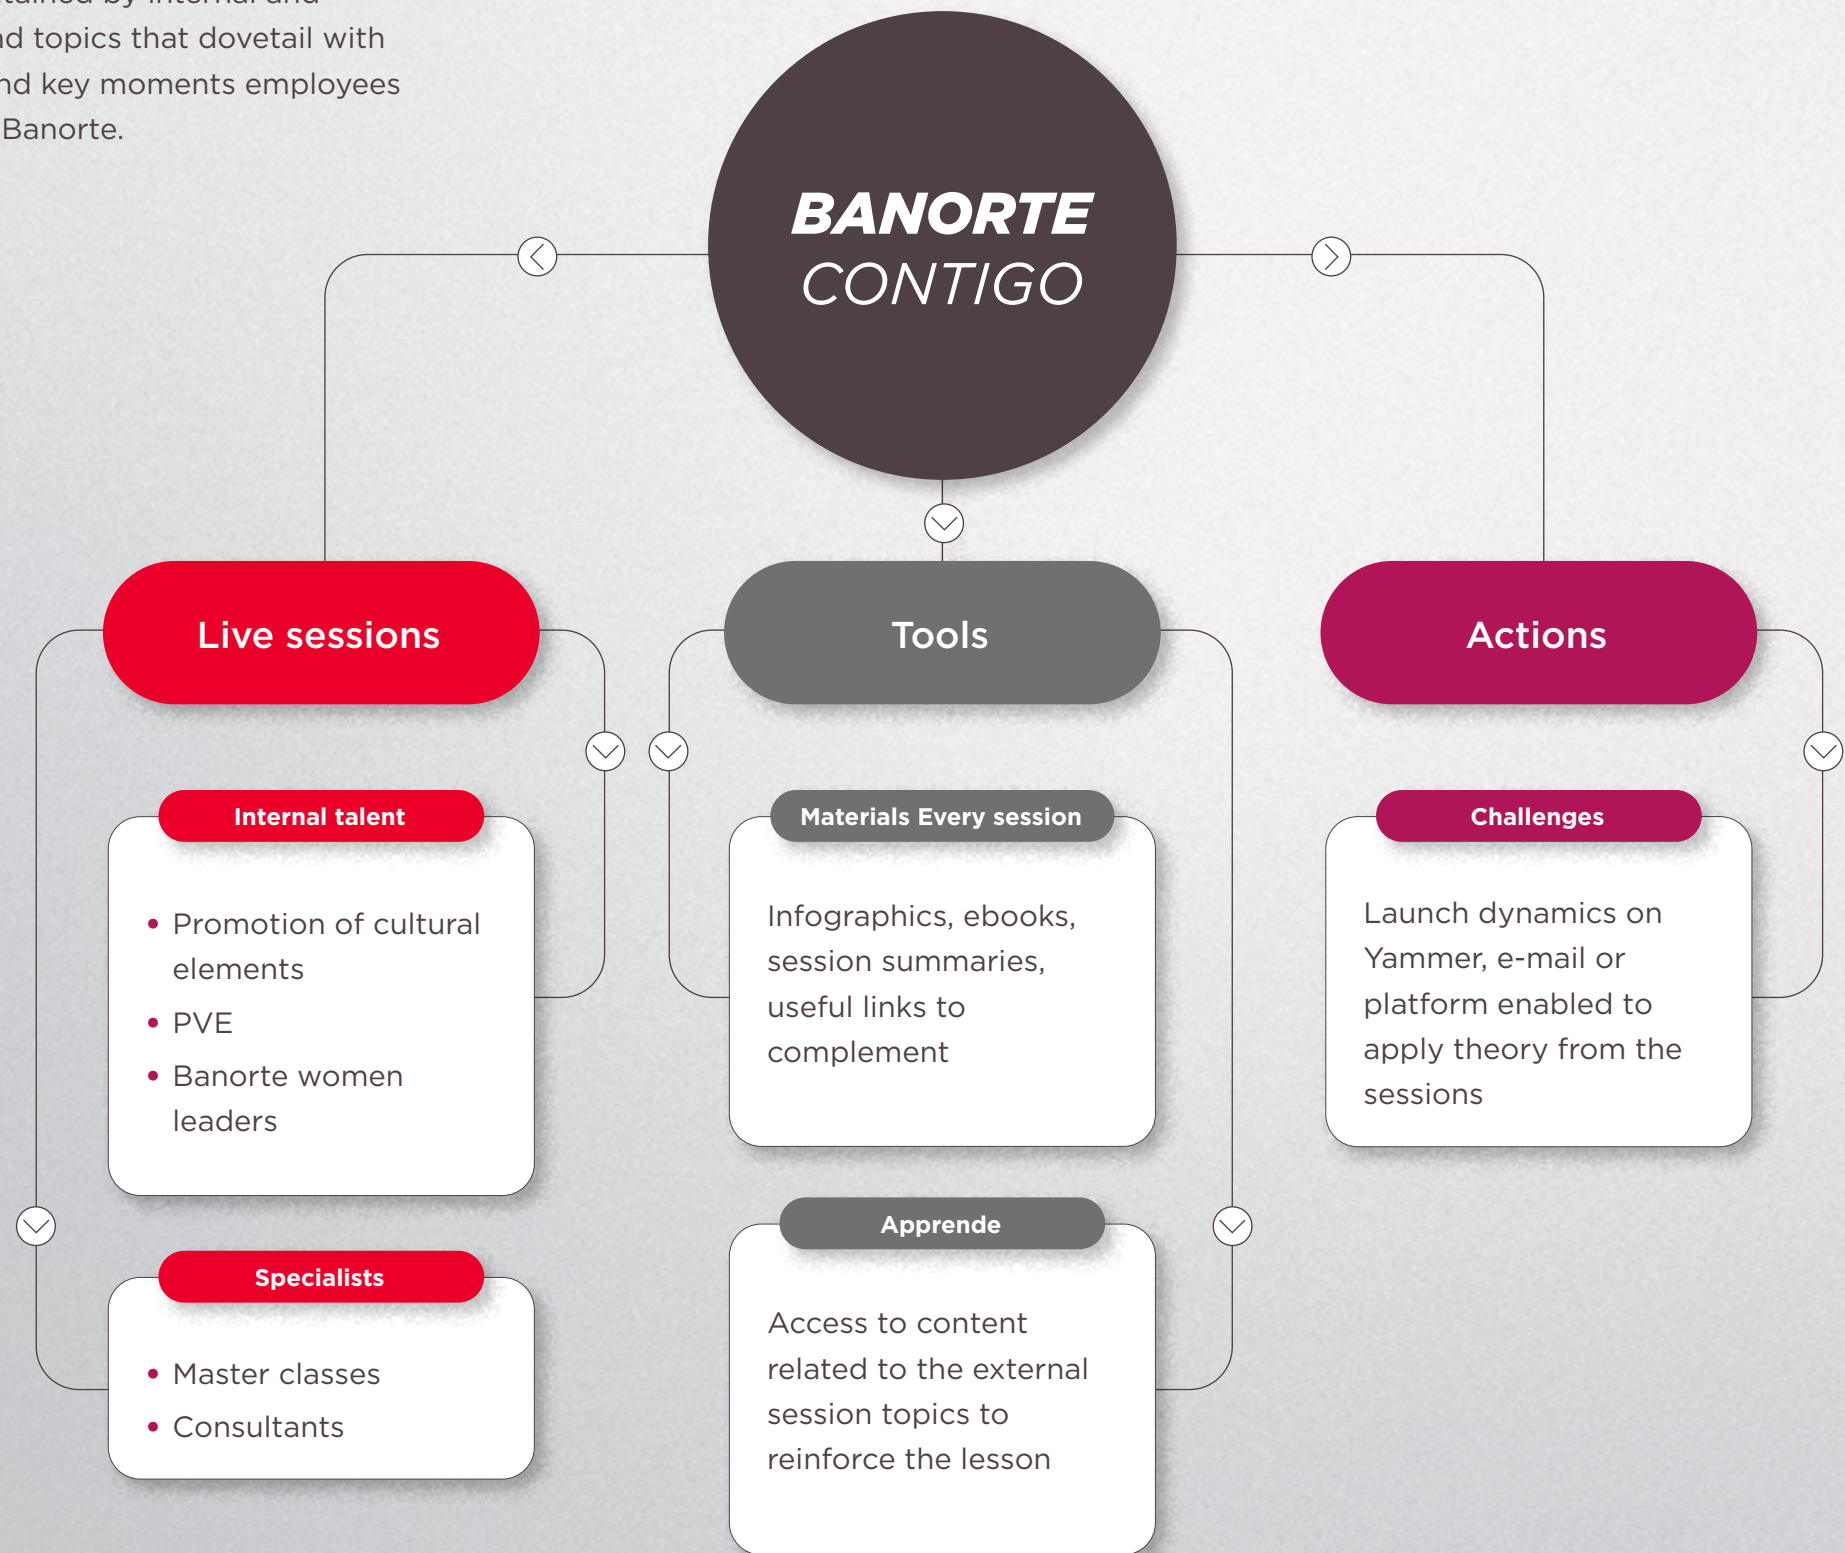 and topics that dovetail with
and key moments employees
Banorte.
BANORTE
CONTIGO
Live sessions
Internal talent
• Promotion of cultural
elements
• PVE
• Banorte women
leaders
Specialists
• Master classes
• Consultants
Tools
Materials Every session
Infographics, ebooks,
session summaries,
useful links to
complement
Apprende
Access to content
related to the external
session topics to
reinforce the lesson
Actions
Challenges
Launch dynamics on
Yammer, e-mail or
platform enabled to
apply theory from the
sessions